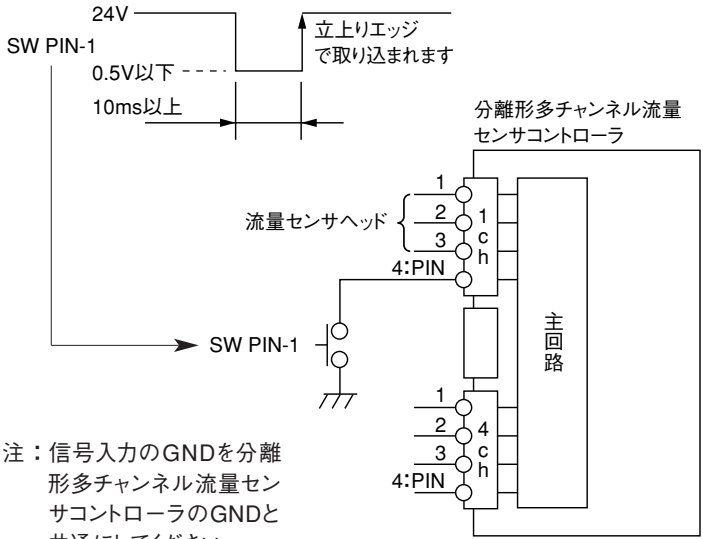 24V
SW PIN-1
立上りエッジ
で取り込まれます
0.5V以下
10ms以上
分離形多チャンネル流量
センサコントローラ
流量センサヘッド
1
2
3
4:PIN
1ch
主回路
SW PIN-1
1
2
3
4:PIN
4ch
注：信号入力のGNDを分離
形多チャンネル流量セン
サコントローラのGNDと